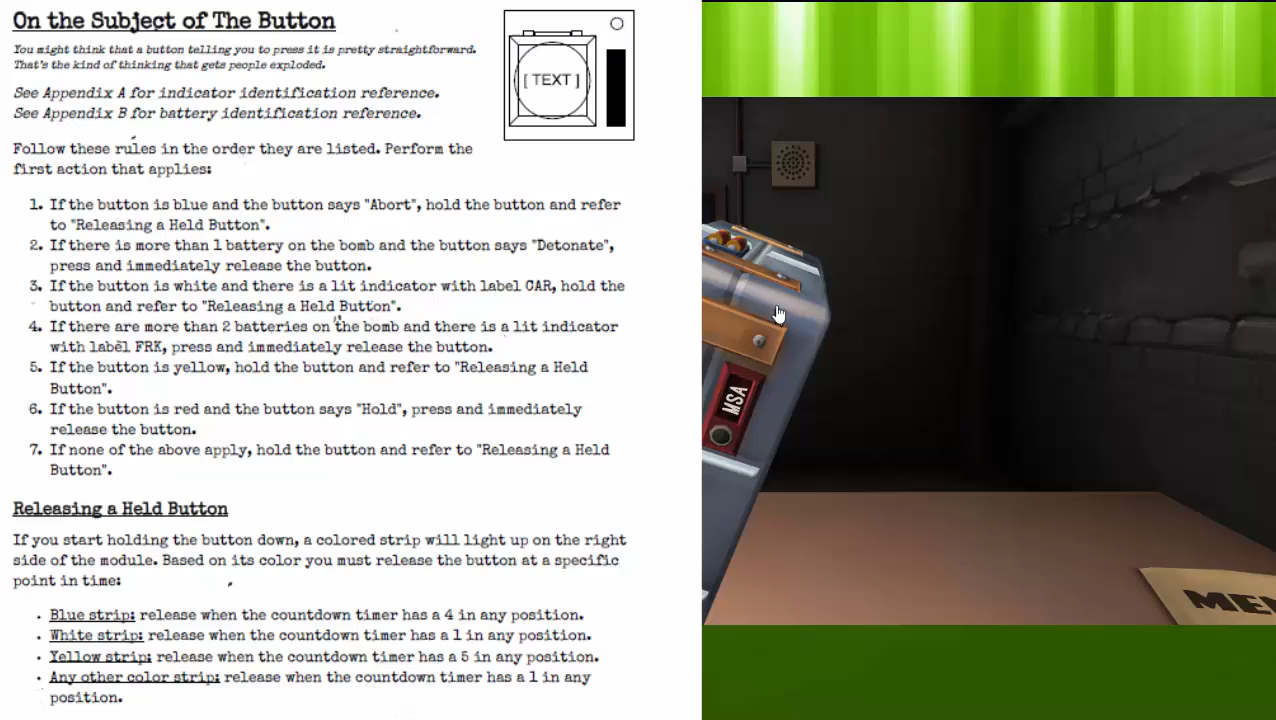 On the Subject of The Button
You might think that a button telling you to press it is pretty straightforward.
That's the kind of thinking that gets people exploded.
See Appendix A for indicator identification reference.
See Appendix B for battery identification reference.
[ TEXT ]
Follow these rules in the order they are listed. Perform the
first action that applies:
1. If the button is blue and the button says "Abort", hold the button and refer
to "Releasing a Held Button".
2. If there is more than 1 battery on the bomb and the button says "Detonate",
press and immediately release the button.
3. If the button is white and there is a lit indicator with label CAR, hold the
button and refer to "Releasing a Held Button".
4. If there are more than 2 batteries on the bomb and there is a lit indicator
with label FRK, press and immediately release the button.
5. If the button is yellow, hold the button and refer to "Releasing a Held
Button".
6. If the button is red and the button says "Hold", press and immediately
release the button.
7. If none of the above apply, hold the button and refer to "Releasing a Held
Button".
Releasing a Held Button
If you start holding the button down, a colored strip will light up on the right
side of the module. Based on its color you must release the button at a specific
point in time:
• Blue strip: release when the countdown timer has a 4 in any position.
• White strip: release when the countdown timer has a 1 in any position.
• Yellow strip: release when the countdown timer has a 5 in any position.
• Any other color strip: release when the countdown timer has a 1 in any
position.
MSA